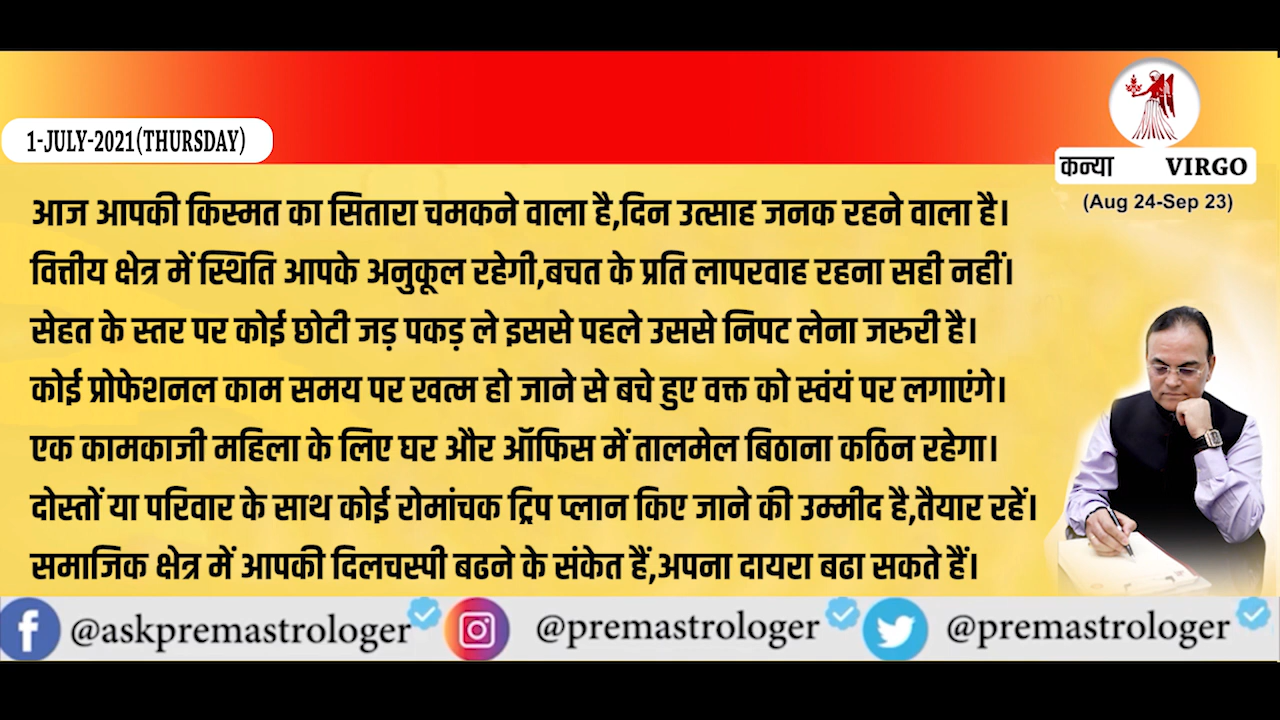 1-JULY-2021(THURSDAY)
कन्या VIRGO
(Aug 24-Sep 23)
आज आपकी किस्मत का सितारा चमकने वाला है,दिन उत्साह जनक रहने वाला है।
वित्तीय क्षेत्र में स्थिति आपके अनुकूल रहेगी,बचत के प्रति लापरवाह रहना सही नहीं।
सेहत के स्तर पर कोई छोटी जड़ पकड़ ले इससे पहले उससे निपट लेना जरुरी है।
कोई प्रोफेशनल काम समय पर खत्म हो जाने से बचे हुए वक्त को स्वंयं पर लगाएंगे।
एक कामकाजी महिला के लिए घर और ऑफिस में तालमेल बिठाना कठिन रहेगा।
दोस्तों या परिवार के साथ कोई रोमांचक ट्रिप प्लान किए जाने की उम्मीद है,तैयार रहें।
समाजिक क्षेत्र में आपकी दिलचस्पी बढने के संकेत हैं,अपना दायरा बढा सकते हैं।
@askpremastrologer @premastrologer @premastrologer